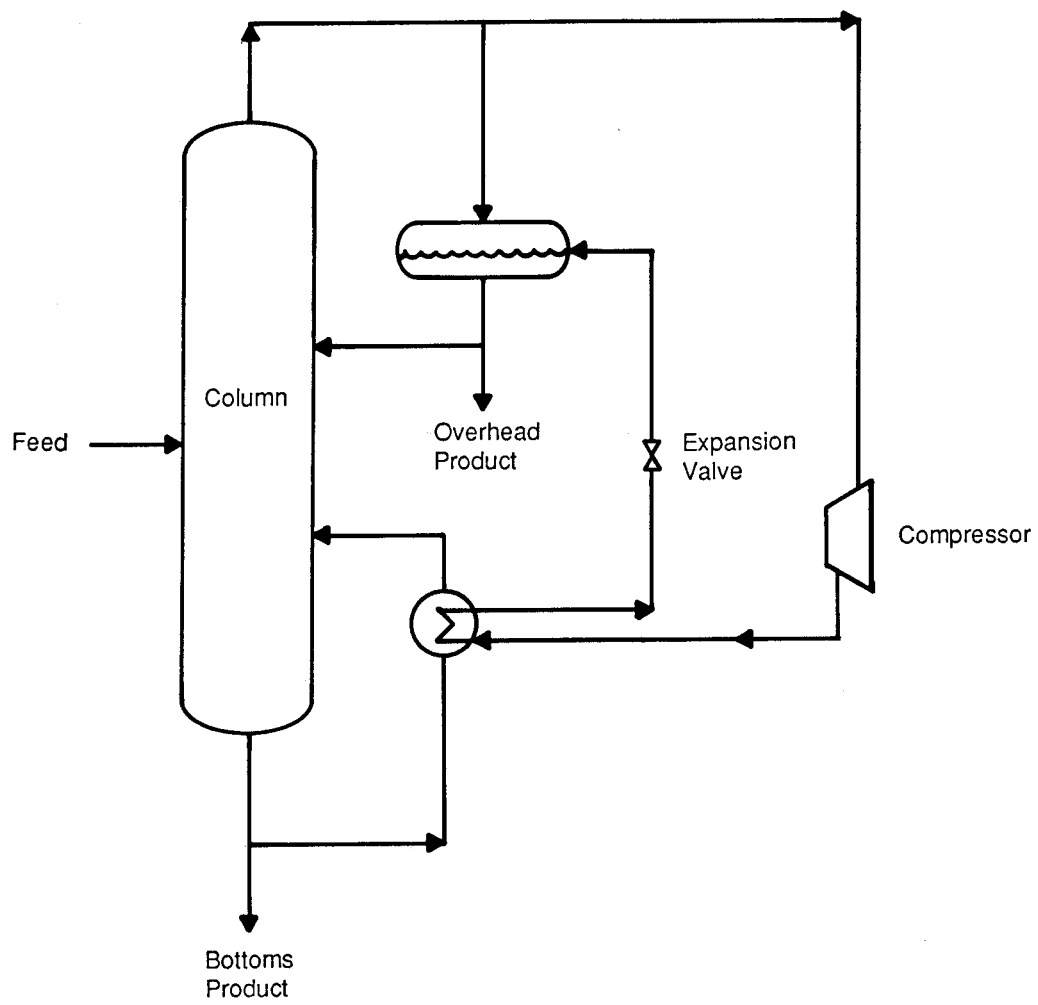 Column
Feed
Overhead
Product
Expansion
Valve
Compressor
Bottoms
Product